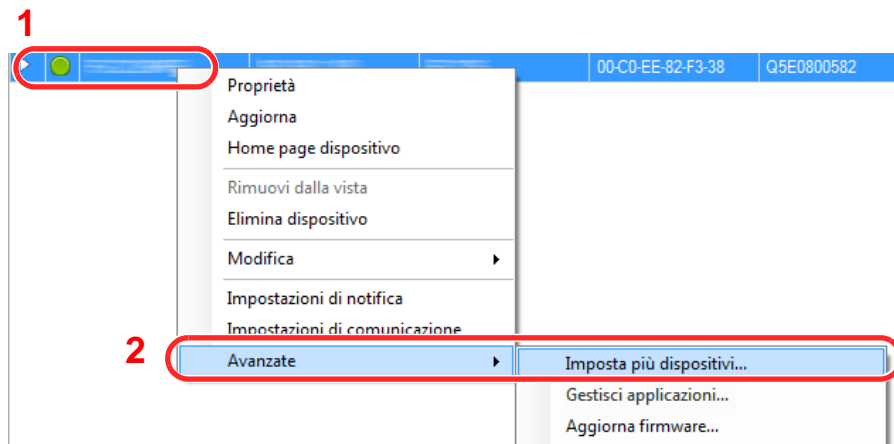 1
00-C0-EE-82-F3-38 Q5E0800582
Proprietà
Aggiorna
Home page dispositivo
Rimuovi dalla vista
Elimina dispositivo
Modifica
Impostazioni di notifica
Impostazioni di comunicazione
2
Avanzate
Imposta più dispositivi...
Gestisci applicazioni...
Aggiorna firmware...